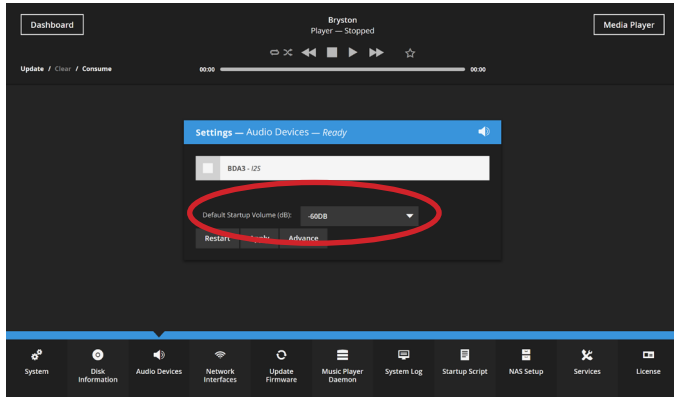 Dashboard
Bryston
Player — Stopped
Media Player
Update / Clear / Consume
00:00
00:00
Settings — Audio Devices — Ready
BDA3 - I2S
Default Startup Volume (dB):
-60DB
Restart
Apply
Advance
System
Disk
Information
Audio Devices
Network
Interfaces
Update
Firmware
Music Player
Daemon
System Log
Startup Script
NAS Setup
Services
License